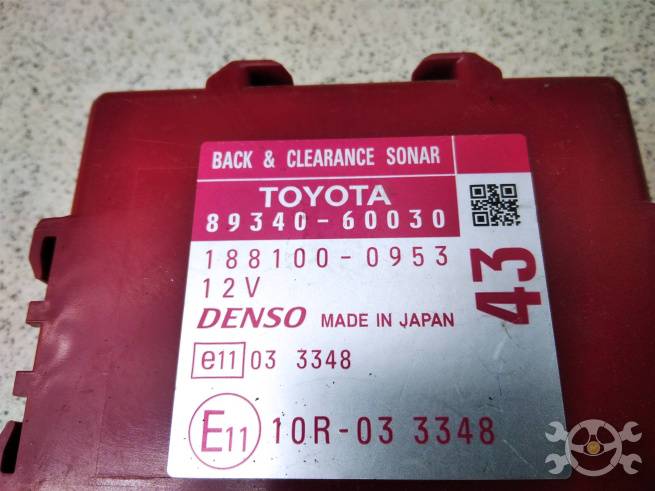 BACK & CLEARANCE SONAR
TOYOTA
89340-60030
188100-0953
12V
DENSO MADE IN JAPAN
e11 03 3348
E11 10R-03 3348
43